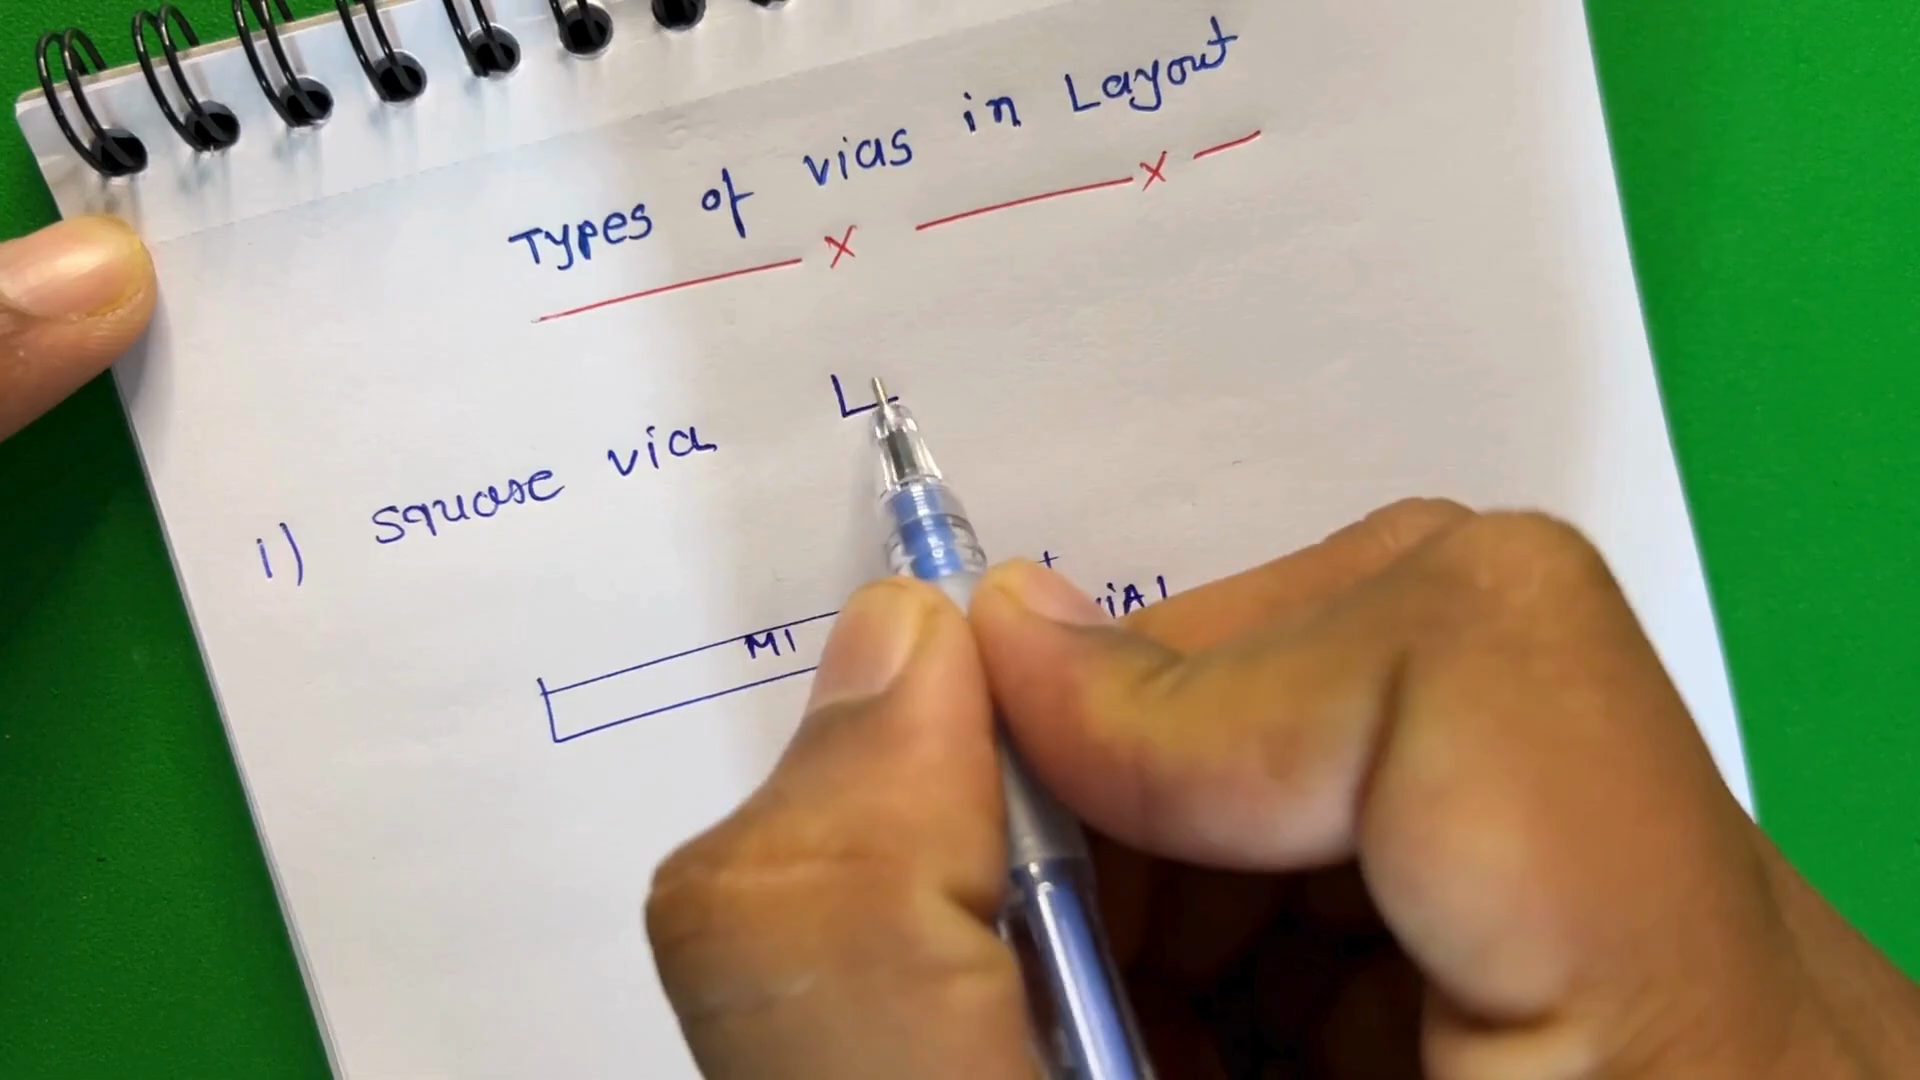 Types of vias in Layout
x x
i) square via
L
M1